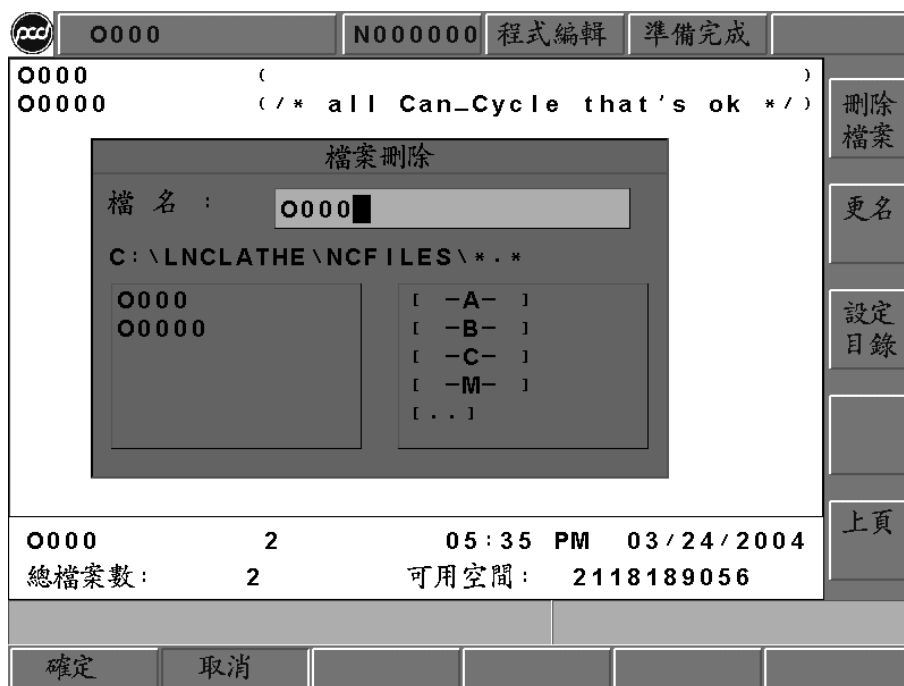 pcd O000 N000000 程式編輯 準備完成
O000 ( )
O0000 (/* all Can_Cycle that's ok */)
檔案刪除
檔 名 : O000
C:\LNCLATHE\NCFILES\*.*
O000
O0000
[ -A- ]
[ -B- ]
[ -C- ]
[ -M- ]
[..]
O000 2 05:35 PM 03/24/2004
總檔案數: 2 可用空間: 2118189056
刪除
檔案
更名
設定
目錄
上頁
確定 取消